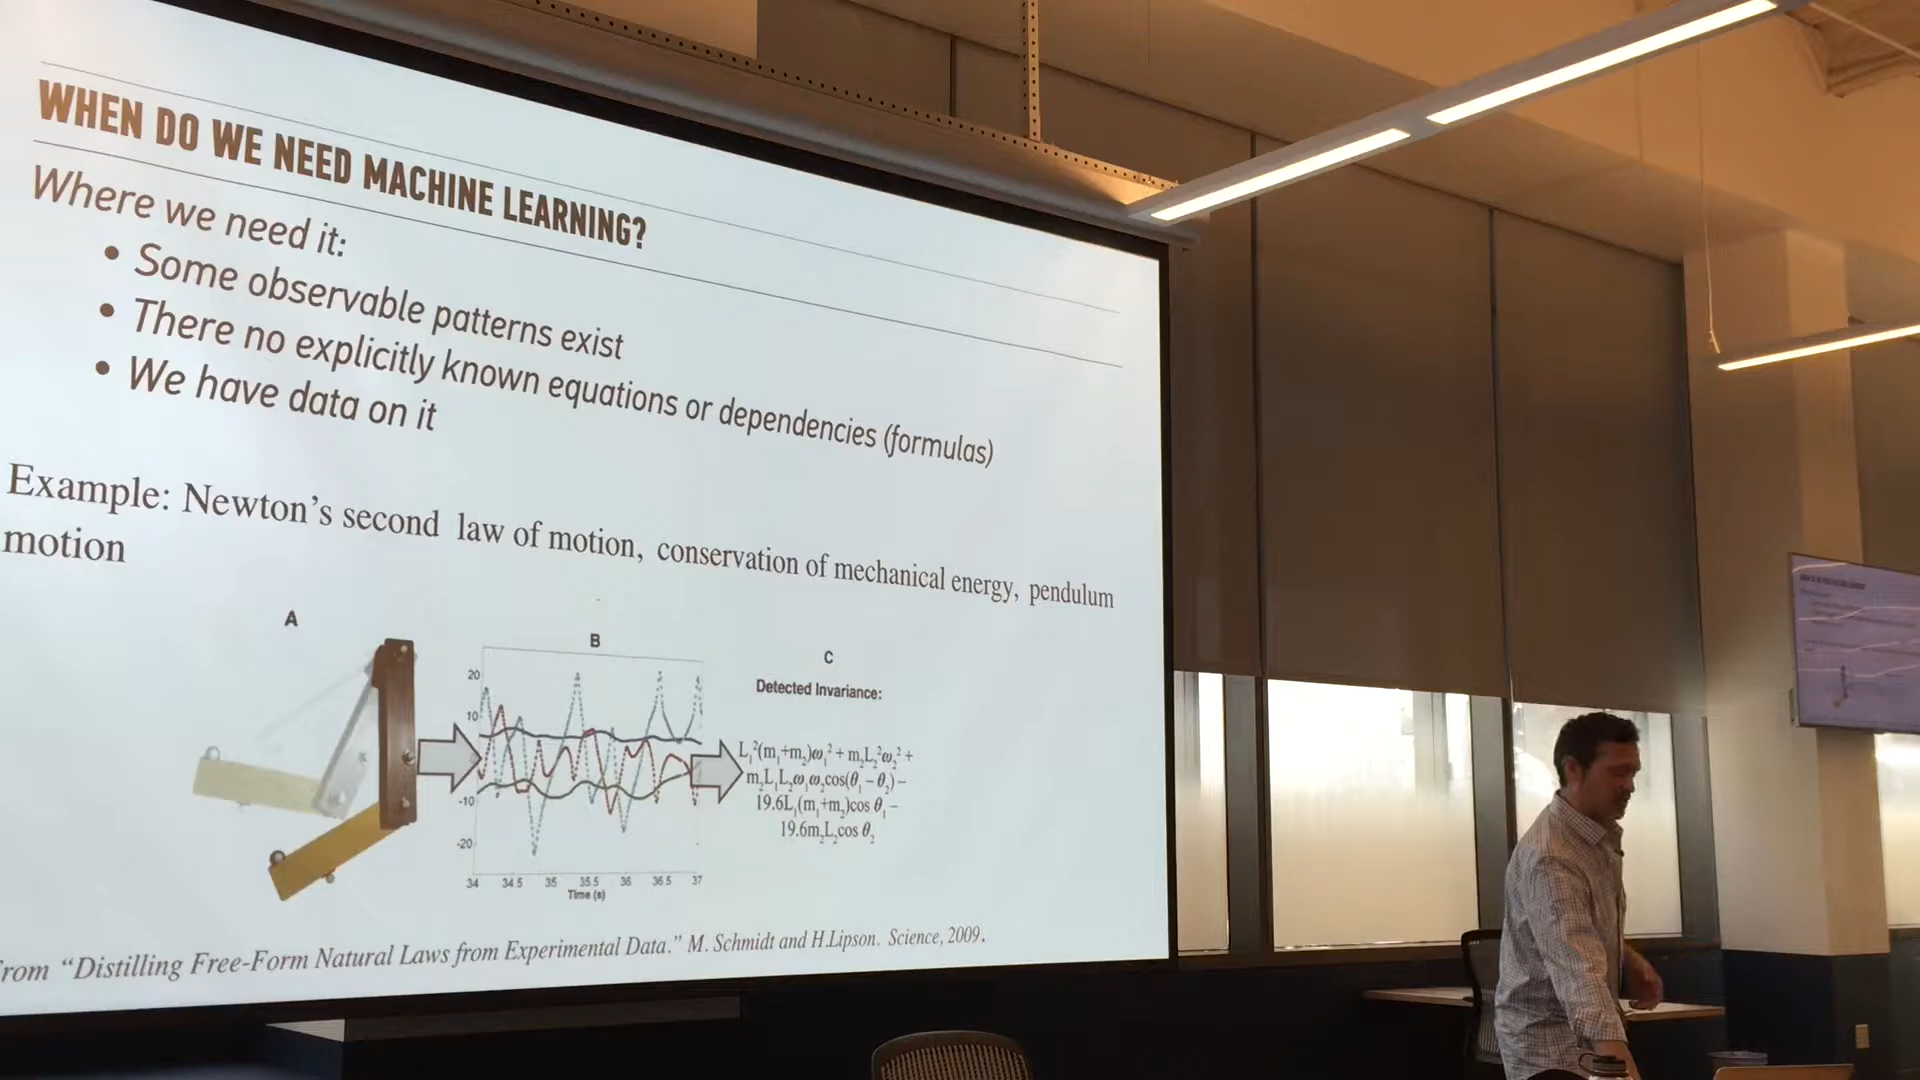 WHEN DO WE NEED MACHINE LEARNING?
Where we need it:
• Some observable patterns exist
• There no explicitly known equations or dependencies (formulas)
• We have data on it
Example: Newton's second law of motion, conservation of mechanical energy, pendulum
motion
A
B
C
Detected Invariance:
20
10
-10
-20
34 34.5 35 35.5 36 36.5 37
Time (s)
L₁²(m₁+m₂)ω₁² + m₂L₂²ω₂² +
m₂L₁L₂ω₁ω₂cos(θ₁ – θ₂) –
19.6L₁(m₁+m₂)cos θ₁ –
19.6m₂L₂cos θ₂
rom “Distilling Free-Form Natural Laws from Experimental Data.” M. Schmidt and H.Lipson. Science, 2009.